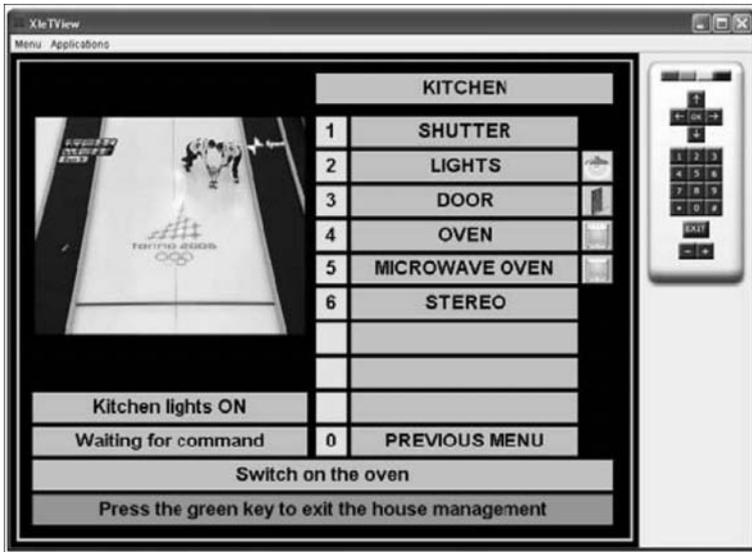 XleTView
Menu Applications
KITCHEN
1 SHUTTER
2 LIGHTS
3 DOOR
4 OVEN
5 MICROWAVE OVEN
6 STEREO
torino 2006
Kitchen lights ON
Waiting for command
0 PREVIOUS MENU
Switch on the oven
Press the green key to exit the house management
OK
1 2 3
4 5 6
7 8 9
* 0 #
EXIT
- +